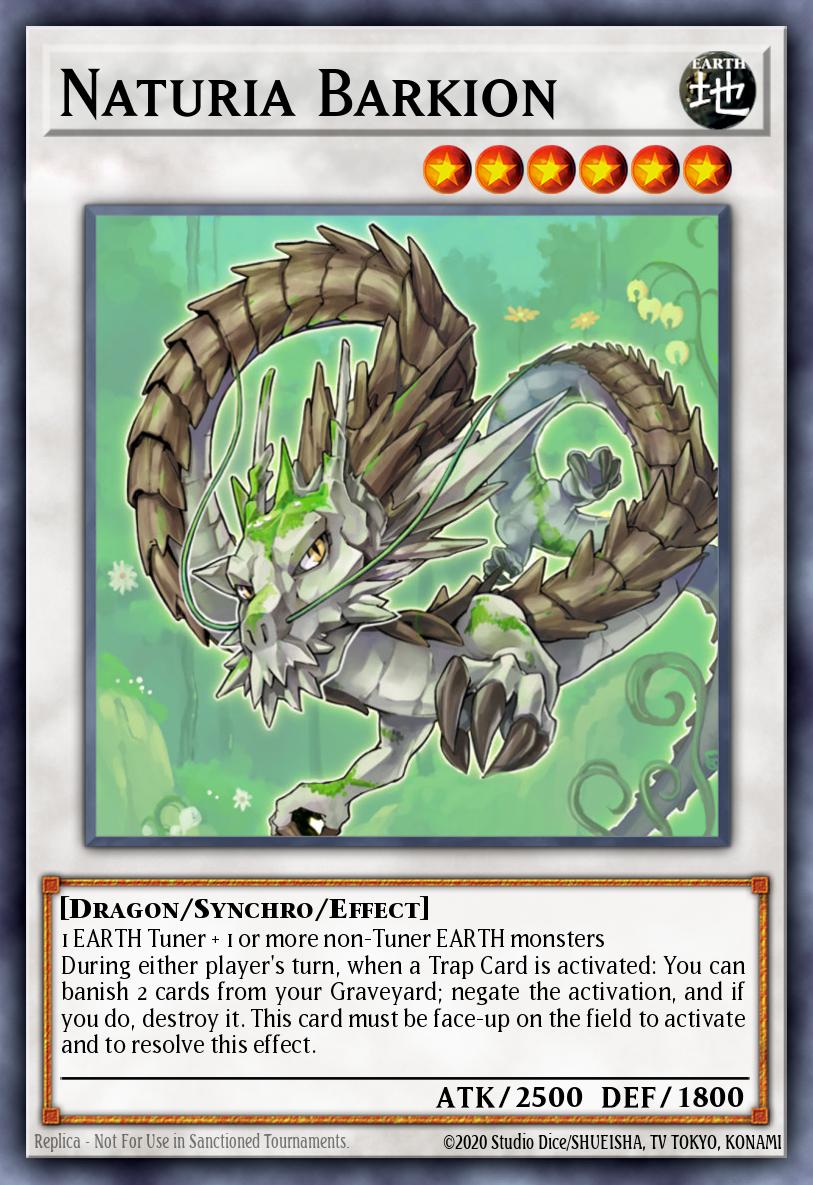 Naturia Barkion
EARTH
地
[Dragon/Synchro/Effect]
1 EARTH Tuner + 1 or more non-Tuner EARTH monsters
During either player's turn, when a Trap Card is activated: You can
banish 2 cards from your Graveyard; negate the activation, and if
you do, destroy it. This card must be face-up on the field to activate
and to resolve this effect.
ATK/2500 DEF/1800
Replica - Not For Use in Sanctioned Tournaments.
©2020 Studio Dice/SHUEISHA, TV TOKYO, KONAMI